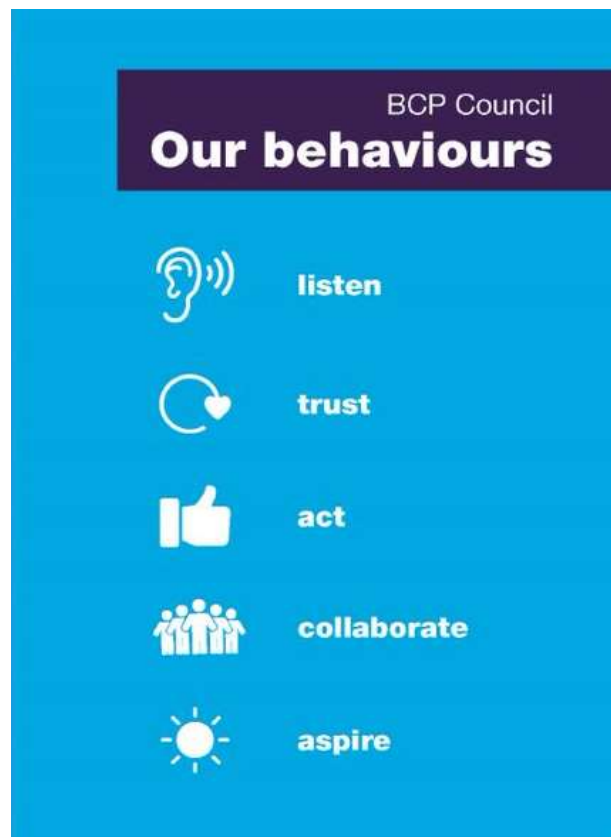 BCP Council
Our behaviours
listen
trust
act
collaborate
aspire